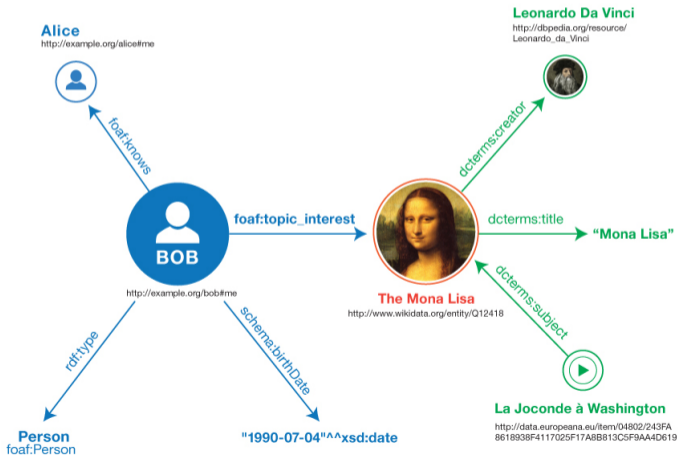 Alice
http://example.org/alice#me
Leonardo Da Vinci
http://dbpedia.org/resource/
Leonardo_da_Vinci
foaf:knows
dcterms:creator
foaf:topic_interest
dcterms:title
“Mona Lisa”
BOB
http://example.org/bob#me
The Mona Lisa
http://www.wikidata.org/entity/Q12418
dcterms:subject
rdf:type
schema:birthDate
La Joconde à Washington
http://data.europeana.eu/item/04802/243FA
8618938F4117025F17A8B813C5F9AA4D619
Person
foaf:Person
"1990-07-04"^^xsd:date